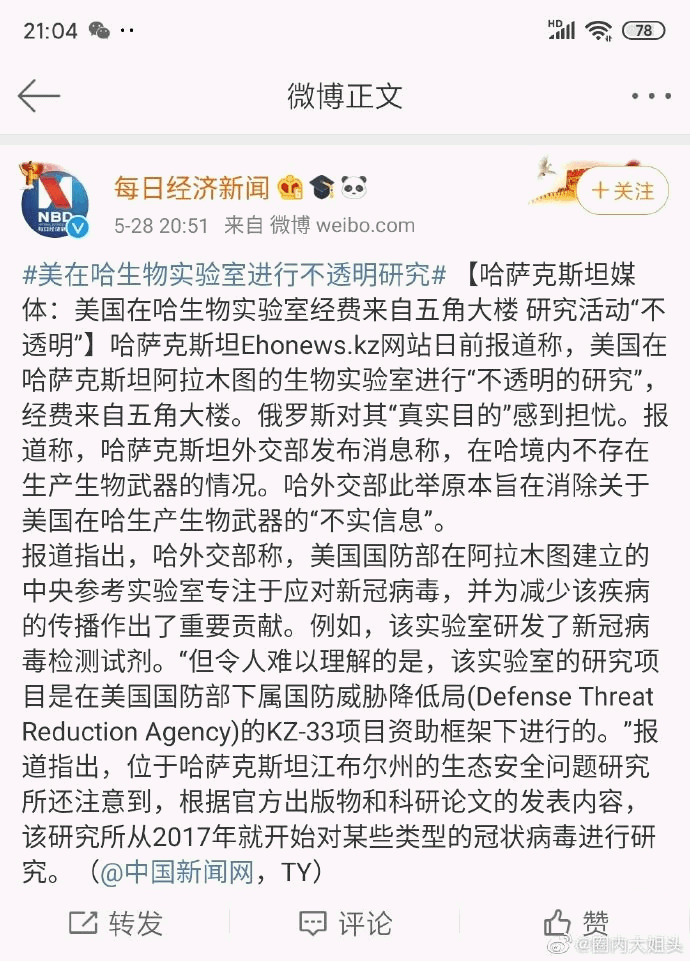 21:04
HD 78
微博正文
每日经济新闻
NBD
每日经济新闻
+关注
5-28 20:51 来自 微博 weibo.com
#美在哈生物实验室进行不透明研究# 【哈萨克斯坦媒
体：美国在哈生物实验室经费来自五角大楼 研究活动“不
透明”】哈萨克斯坦Ehonews.kz网站日前报道称，美国在
哈萨克斯坦阿拉木图的生物实验室进行“不透明的研究”，
经费来自五角大楼。俄罗斯对其“真实目的”感到担忧。报
道称，哈萨克斯坦外交部发布消息称，在哈境内不存在
生产生物武器的情况。哈外交部此举原本旨在消除关于
美国在哈生产生物武器的“不实信息”。
报道指出，哈外交部称，美国国防部在阿拉木图建立的
中央参考实验室专注于应对新冠病毒，并为减少该疾病
的传播作出了重要贡献。例如，该实验室研发了新冠病
毒检测试剂。“但令人难以理解的是，该实验室的研究项
目是在美国国防部下属国防威胁降低局(Defense Threat
Reduction Agency)的KZ-33项目资助框架下进行的。”报
道指出，位于哈萨克斯坦江布尔州的生态安全问题研究
所还注意到，根据官方出版物和科研论文的发表内容，
该研究所从2017年就开始对某些类型的冠状病毒进行研
究。（@中国新闻网，TY）
转发 评论 赞
@圈内大姐头